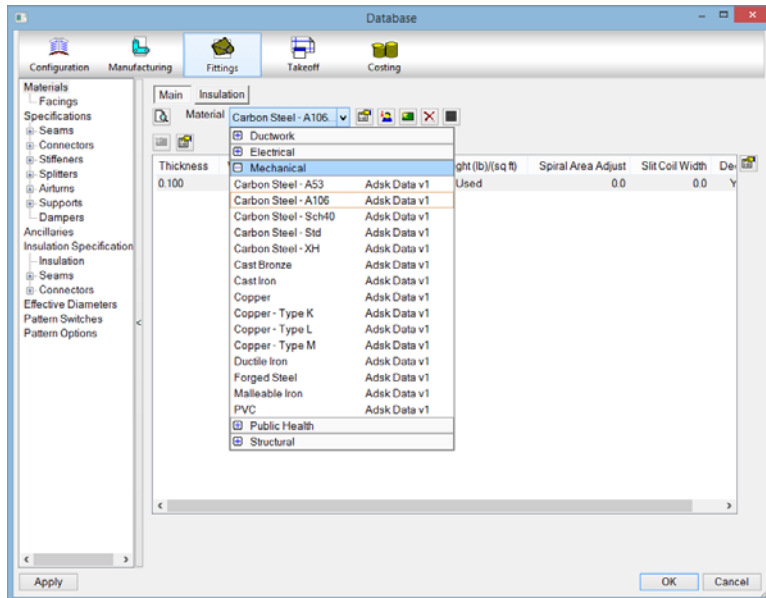 Database
Configuration Manufacturing Fittings Takeoff Costing
Materials
Facings
Specifications
Seams
Connectors
Stiffeners
Splitters
Airturns
Supports
Dampers
Ancillaries
Insulation Specification
Insulation
Seams
Connectors
Effective Diameters
Pattern Switches
Pattern Options
<
Main Insulation
Material Carbon Steel - A106.
Ductwork
Electrical
Mechanical
Carbon Steel - A53 Adsk Data v1
Carbon Steel - A106 Adsk Data v1
Carbon Steel - Sch40 Adsk Data v1
Carbon Steel - Std Adsk Data v1
Carbon Steel - XH Adsk Data v1
Cast Bronze Adsk Data v1
Cast Iron Adsk Data v1
Copper Adsk Data v1
Copper - Type K Adsk Data v1
Copper - Type L Adsk Data v1
Copper - Type M Adsk Data v1
Ductile Iron Adsk Data v1
Forged Steel Adsk Data v1
Malleable Iron Adsk Data v1
PVC Adsk Data v1
Public Health
Structural
Thickness ght (lb)/(sq ft) Spiral Area Adjust Slit Coil Width De
0.100 Used 0.0 0.0 Y
Apply OK Cancel